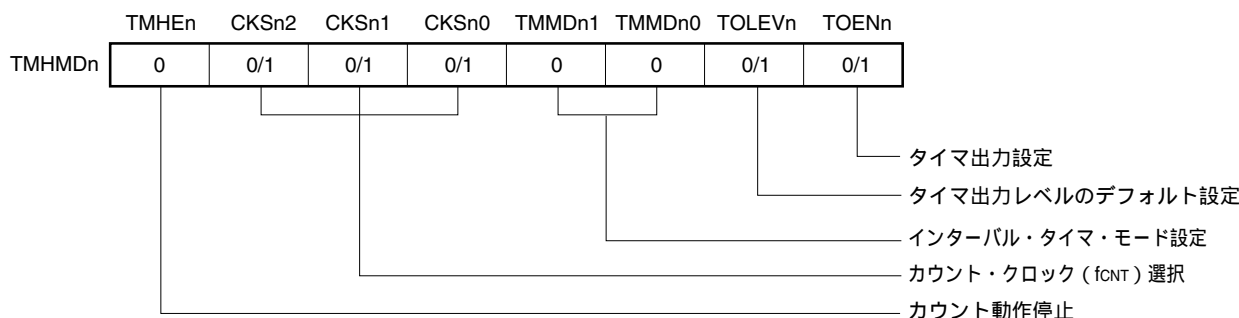 TMHEn CKSn2 CKSn1 CKSn0 TMMDn1 TMMDn0 TOLEVn TOENn
TMHMDn 0 0/1 0/1 0/1 0 0 0/1 0/1
タイマ出力設定
タイマ出力レベルのデフォルト設定
インターバル・タイマ・モード設定
カウント・クロック（fCNT）選択
カウント動作停止